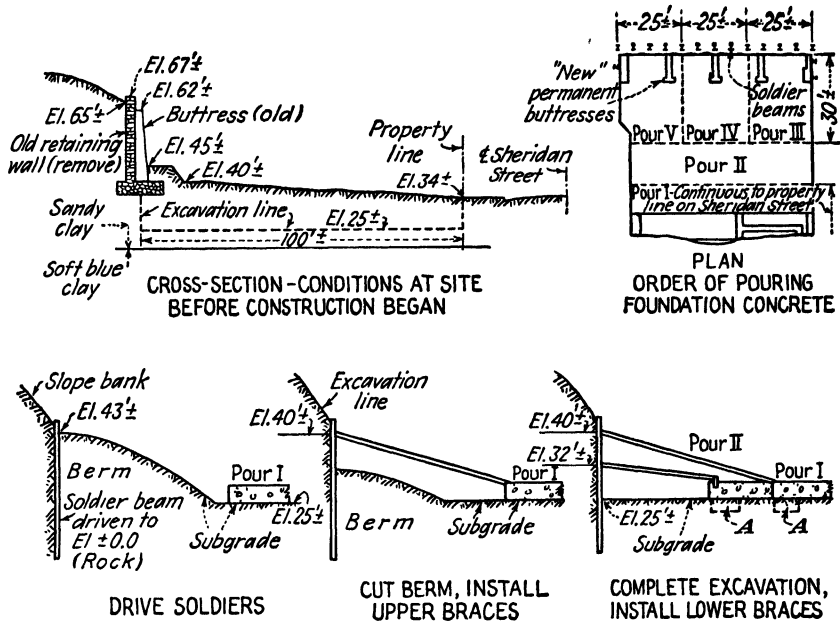 El.67'±
El.62'±
El.65'±
Buttress (old)
Old retaining
wall (remove)
El.45'±
El.40'±
Property
line
El.34±
℄ Sheridan
Street
Excavation line
El.25±
100'±
Sandy
clay
Soft blue
clay
CROSS-SECTION-CONDITIONS AT SITE
BEFORE CONSTRUCTION BEGAN
25'± 25'± 25'±
"New"
permanent
buttresses
Soldier
beams
30'±
Pour V Pour IV Pour III
Pour II
Pour I-Continuous to property
line on Sheridan Street
PLAN
ORDER OF POURING
FOUNDATION CONCRETE
Slope bank
El.43'±
Berm
Pour I
Soldier beam
driven to
El ±0.0
(Rock)
El.25'±
Subgrade
DRIVE SOLDIERS
Excavation
line
El.40'±
Pour I
Berm
Subgrade
CUT BERM, INSTALL
UPPER BRACES
El.40'±
El.32'±
Pour II
Pour I
El.25'±
A A
Subgrade
COMPLETE EXCAVATION,
INSTALL LOWER BRACES